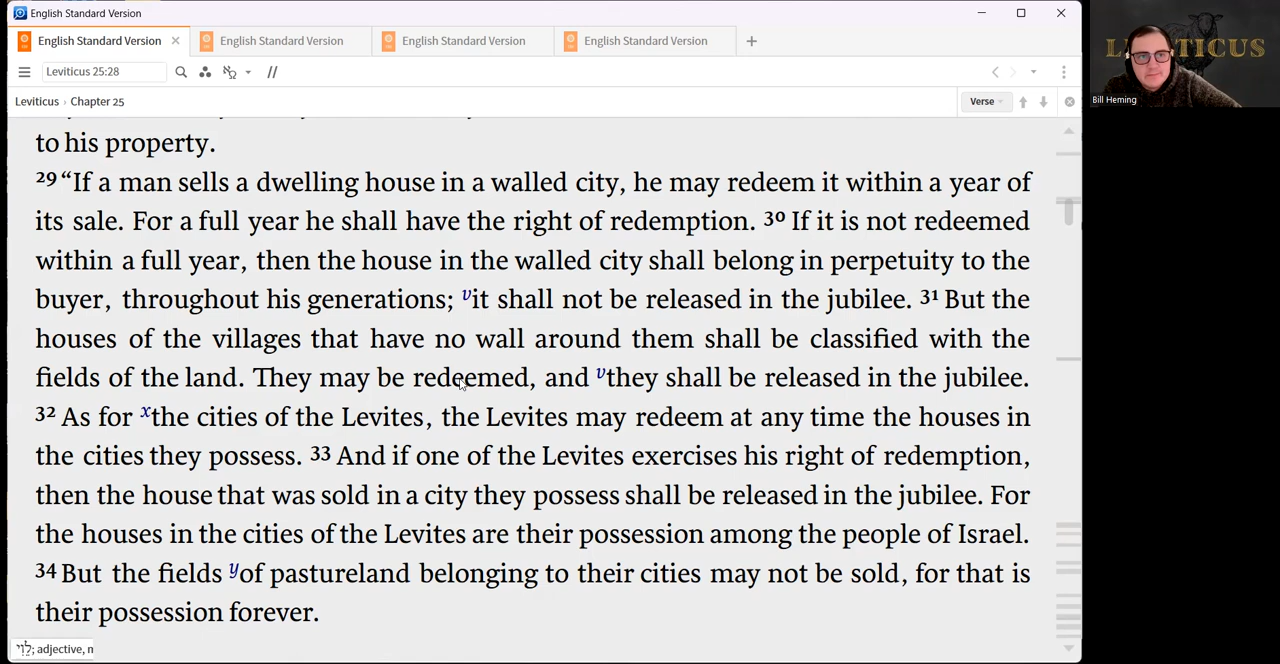 English Standard Version
English Standard Version
English Standard Version
English Standard Version
English Standard Version
Leviticus 25:28
Leviticus › Chapter 25
Verse
to his property.
29 “If a man sells a dwelling house in a walled city, he may redeem it within a year of
its sale. For a full year he shall have the right of redemption. 30 If it is not redeemed
within a full year, then the house in the walled city shall belong in perpetuity to the
buyer, throughout his generations; v it shall not be released in the jubilee. 31 But the
houses of the villages that have no wall around them shall be classified with the
fields of the land. They may be redeemed, and v they shall be released in the jubilee.
32 As for x the cities of the Levites, the Levites may redeem at any time the houses in
the cities they possess. 33 And if one of the Levites exercises his right of redemption,
then the house that was sold in a city they possess shall be released in the jubilee. For
the houses in the cities of the Levites are their possession among the people of Israel.
34 But the fields y of pastureland belonging to their cities may not be sold, for that is
their possession forever.
לֵוִי; adjective, m
Bill Heming